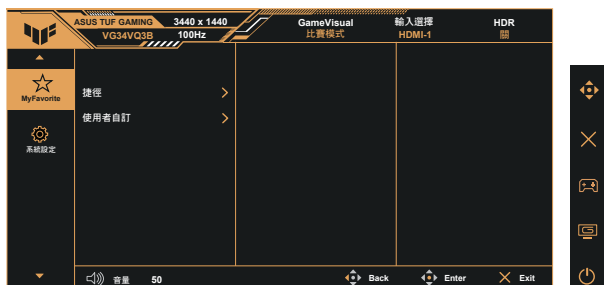 ASUS TUF GAMING 3440 x 1440 GameVisual 輸入選擇 HDR
VG34VQ3B 100Hz 比賽模式 HDMI-1 關
MyFavorite
捷徑
使用者自訂
系統設定
音量 50 Back Enter Exit